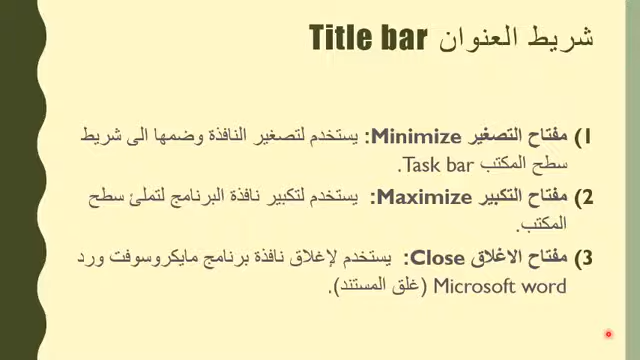 شريط العنوان Title bar
1) مفتاح التصغير Minimize: يستخدم لتصغير النافذة وضمها الى شريط
سطح المكتب Task bar.
2) مفتاح التكبير Maximize: يستخدم لتكبير نافذة البرنامج لتملئ سطح
المكتب.
3) مفتاح الاغلاق Close: يستخدم لإغلاق نافذة برنامج مايكروسوفت ورد
Microsoft word (غلق المستند).